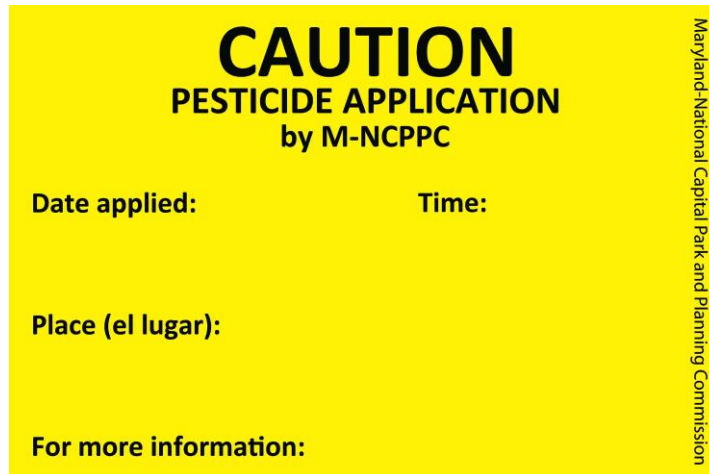 CAUTION
PESTICIDE APPLICATION
by M-NCPPC
Date applied: Time:
Place (el lugar):
For more information:
Maryland-National Capital Park and Planning Commission